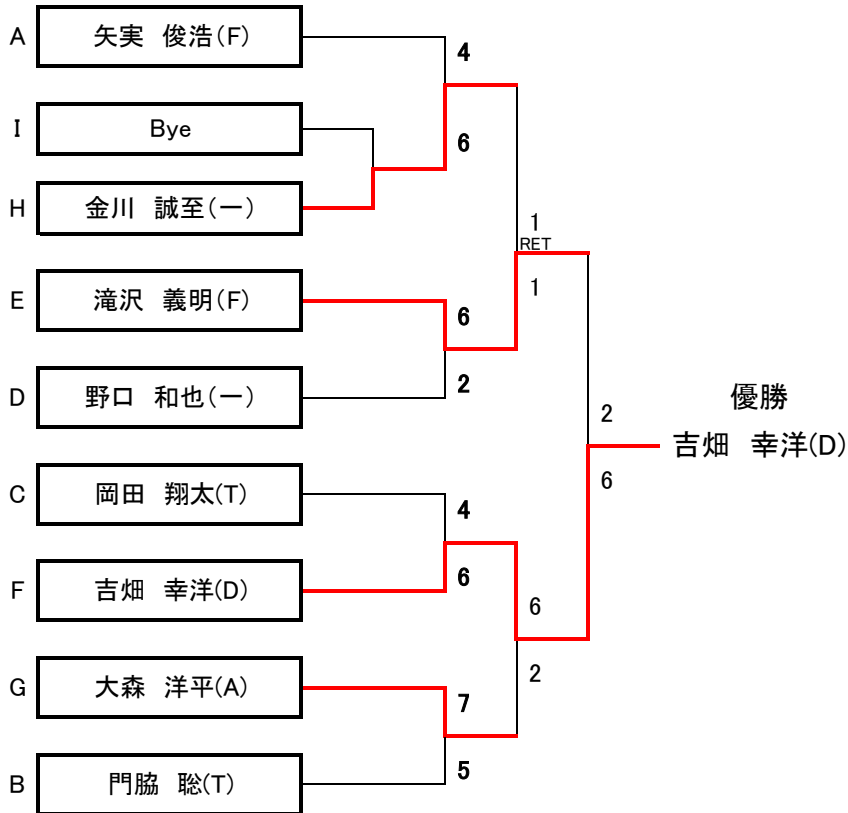 A 矢実 俊浩(F)
4
I Bye
6
H 金川 誠至(一)
1
RET
1
E 滝沢 義明(F)
6
2
D 野口 和也(一)
2
優勝
吉畑 幸洋(D)
6
C 岡田 翔太(T)
4
F 吉畑 幸洋(D)
6
6
2
G 大森 洋平(A)
7
5
B 門脇 聡(T)